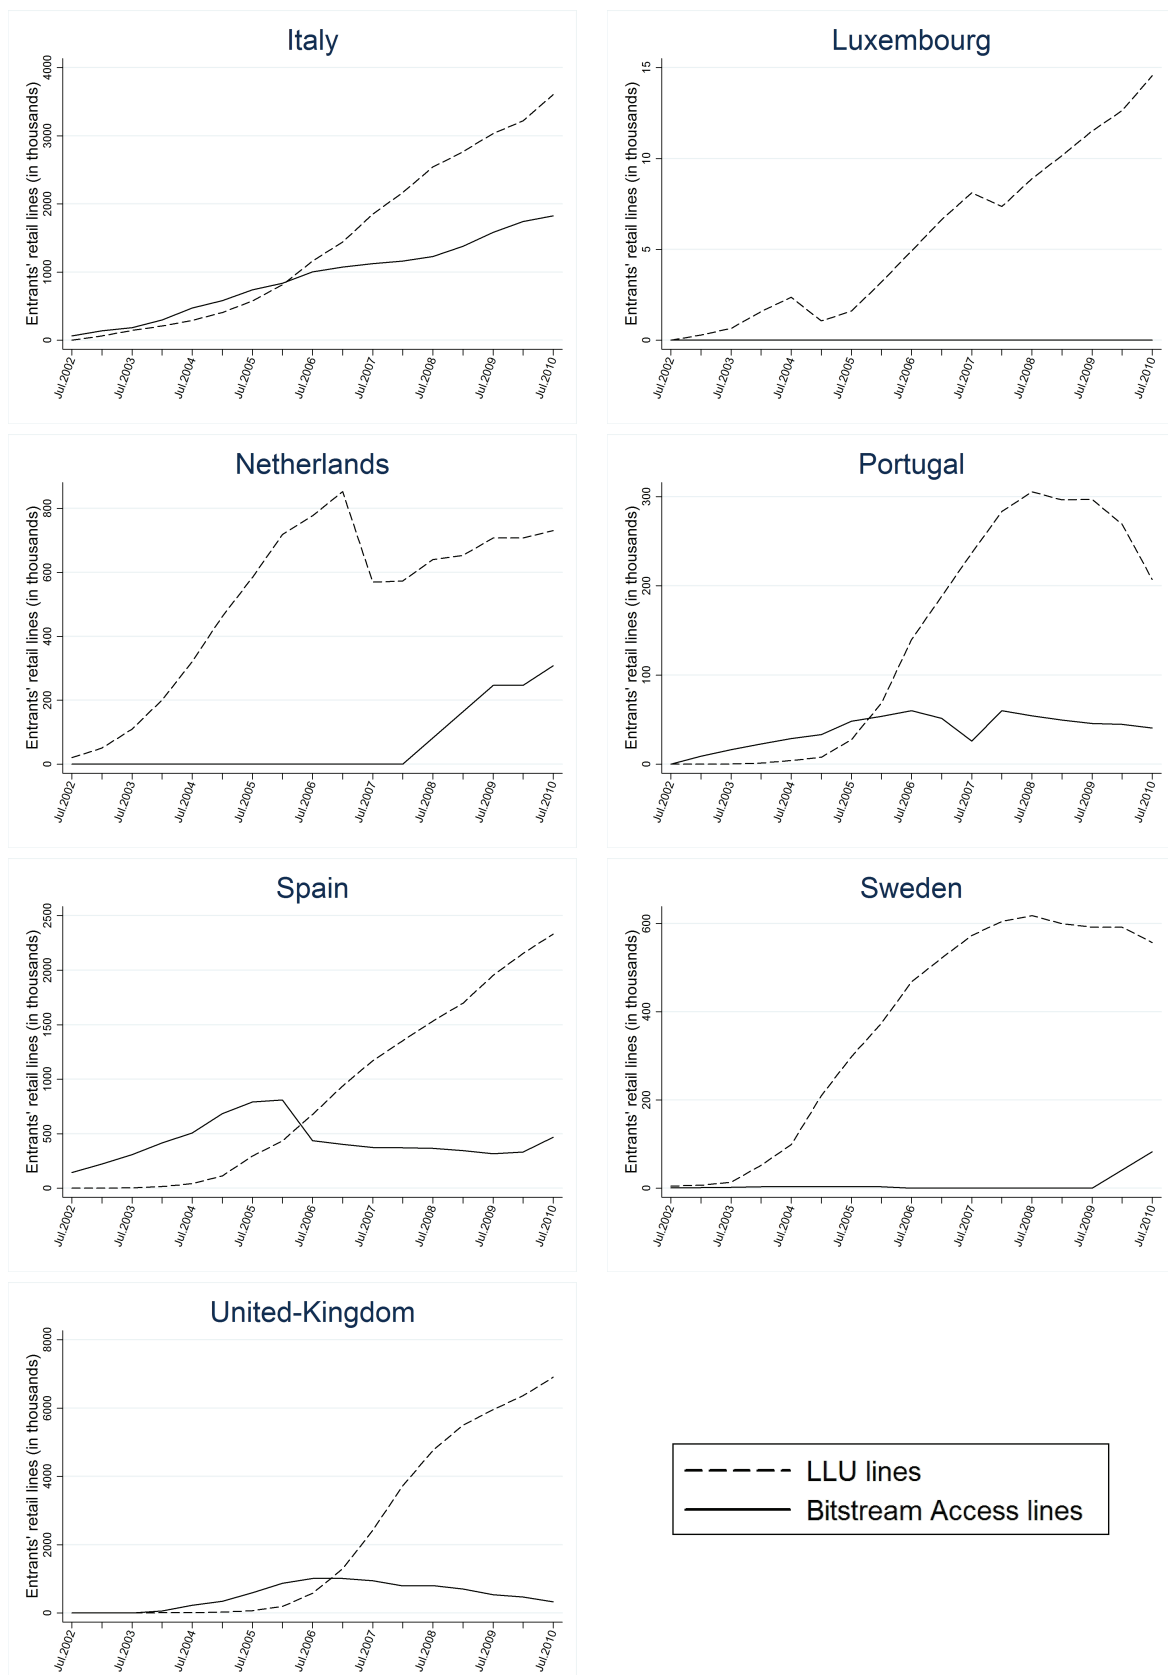 Italy
Entrants' retail lines (in thousands)
4000
3000
2000
1000
0
Jul.2002
Jul.2003
Jul.2004
Jul.2005
Jul.2006
Jul.2007
Jul.2008
Jul.2009
Jul.2010
Luxembourg
Entrants' retail lines (in thousands)
15
10
5
0
Jul.2002
Jul.2003
Jul.2004
Jul.2005
Jul.2006
Jul.2007
Jul.2008
Jul.2009
Jul.2010
Netherlands
Entrants' retail lines (in thousands)
800
600
400
200
0
Jul.2002
Jul.2003
Jul.2004
Jul.2005
Jul.2006
Jul.2007
Jul.2008
Jul.2009
Jul.2010
Portugal
Entrants' retail lines (in thousands)
300
200
100
0
Jul.2002
Jul.2003
Jul.2004
Jul.2005
Jul.2006
Jul.2007
Jul.2008
Jul.2009
Jul.2010
Spain
Entrants' retail lines (in thousands)
2500
2000
1500
1000
500
0
Jul.2002
Jul.2003
Jul.2004
Jul.2005
Jul.2006
Jul.2007
Jul.2008
Jul.2009
Jul.2010
Sweden
Entrants' retail lines (in thousands)
600
400
200
0
Jul.2002
Jul.2003
Jul.2004
Jul.2005
Jul.2006
Jul.2007
Jul.2008
Jul.2009
Jul.2010
United-Kingdom
Entrants' retail lines (in thousands)
8000
6000
4000
2000
0
Jul.2002
Jul.2003
Jul.2004
Jul.2005
Jul.2006
Jul.2007
Jul.2008
Jul.2009
Jul.2010
LLU lines
Bitstream Access lines